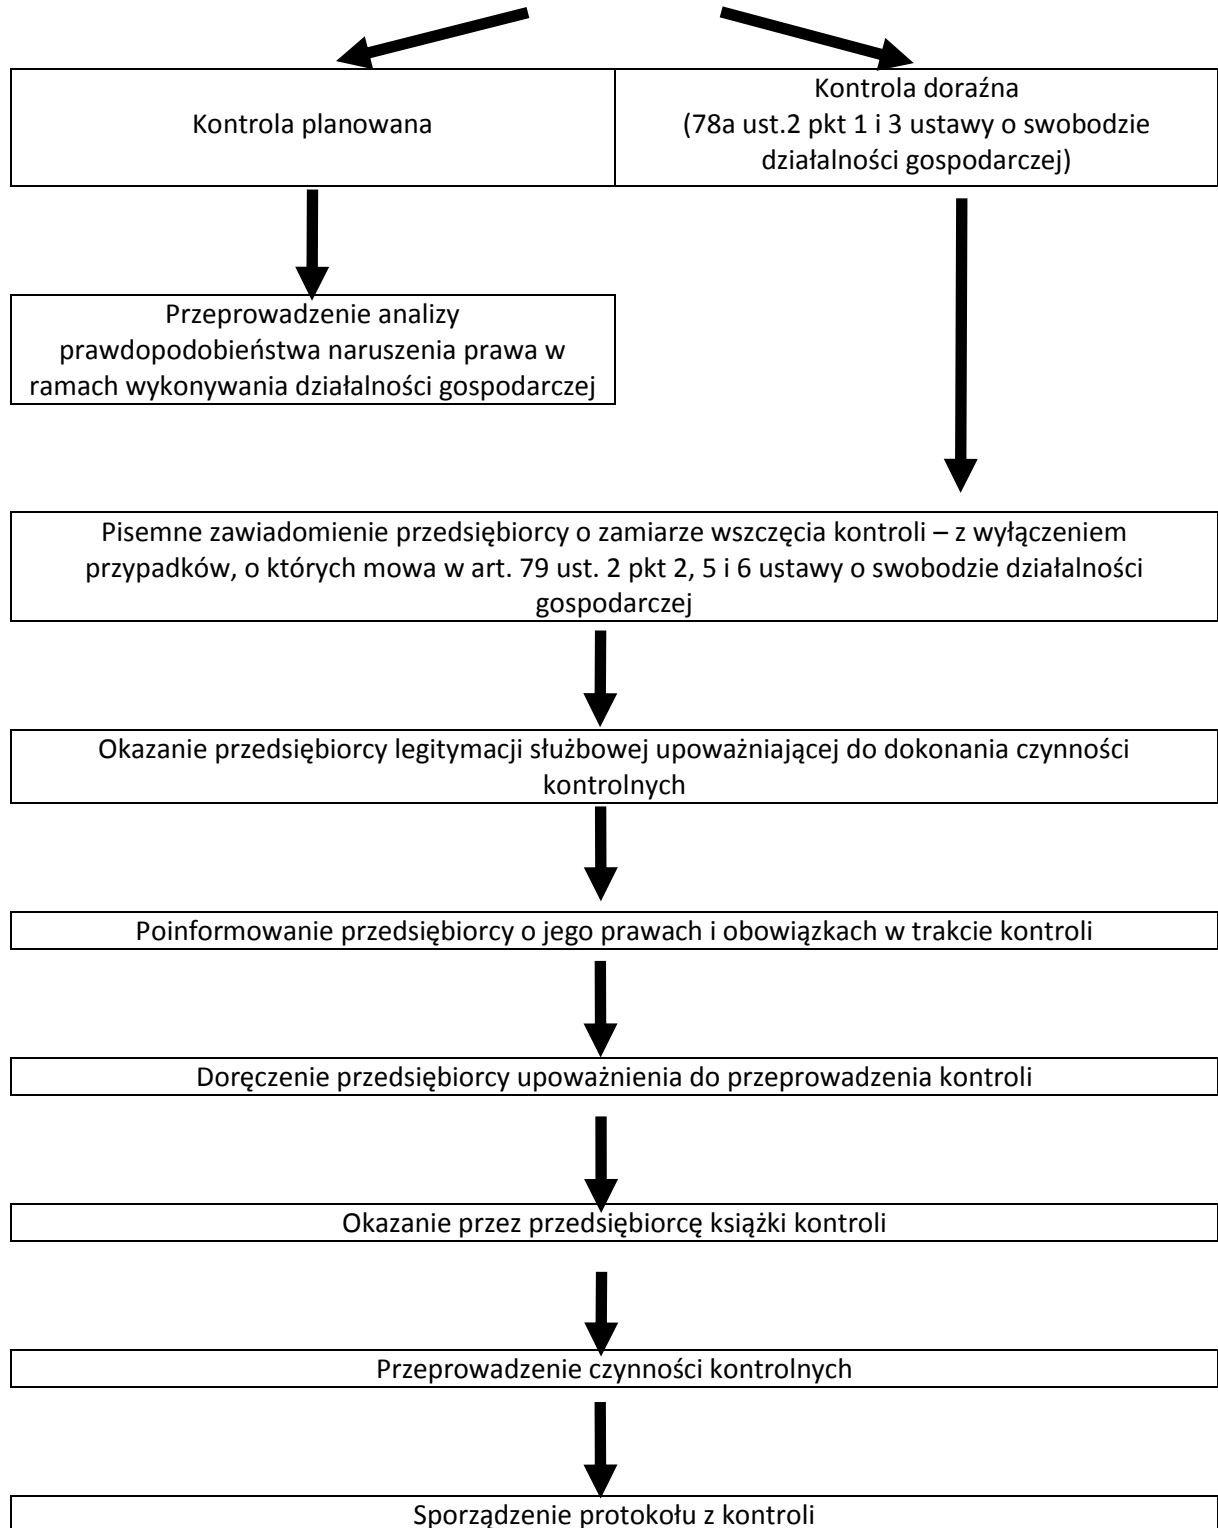 Kontrola planowana
Kontrola doraźna
(78a ust.2 pkt 1 i 3 ustawy o swobodzie
działalności gospodarczej)
Przeprowadzenie analizy
prawdopodobieństwa naruszenia prawa w
ramach wykonywania działalności gospodarczej
Pisemne zawiadomienie przedsiębiorcy o zamiarze wszczęcia kontroli – z wyłączeniem
przypadków, o których mowa w art. 79 ust. 2 pkt 2, 5 i 6 ustawy o swobodzie działalności
gospodarczej
Okazanie przedsiębiorcy legitymacji służbowej upoważniającej do dokonania czynności
kontrolnych
Poinformowanie przedsiębiorcy o jego prawach i obowiązkach w trakcie kontroli
Doręczenie przedsiębiorcy upoważnienia do przeprowadzenia kontroli
Okazanie przez przedsiębiorcę książki kontroli
Przeprowadzenie czynności kontrolnych
Sporządzenie protokołu z kontroli